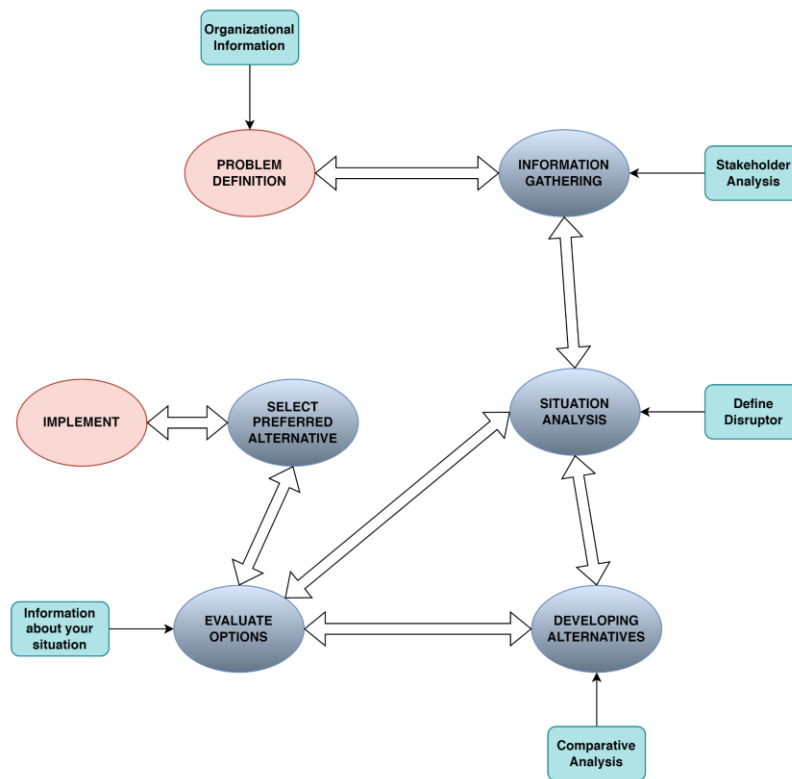 Organizational
Information
PROBLEM
DEFINITION
INFORMATION
GATHERING
Stakeholder
Analysis
IMPLEMENT
SELECT
PREFERRED
ALTERNATIVE
SITUATION
ANALYSIS
Define
Disruptor
Information
about your
situation
EVALUATE
OPTIONS
DEVELOPING
ALTERNATIVES
Comparative
Analysis